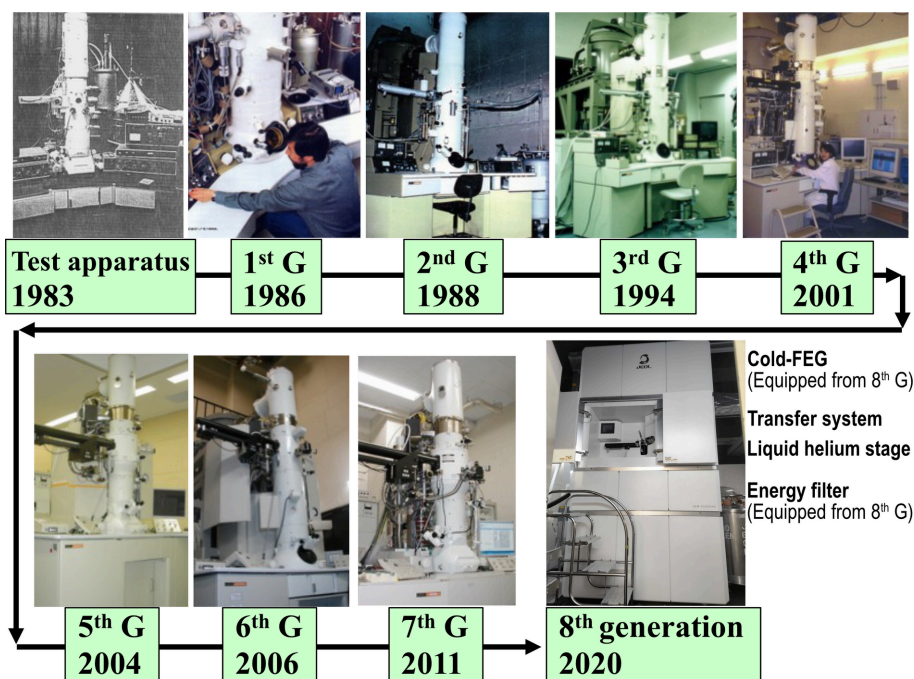 Test apparatus
1983
1st G
1986
2nd G
1988
3rd G
1994
4th G
2001
5th G
2004
6th G
2006
7th G
2011
8th generation
2020
JEOL
Cold-FEG
(Equipped from 8th G)
Transfer system
Liquid helium stage
Energy filter
(Equipped from 8th G)